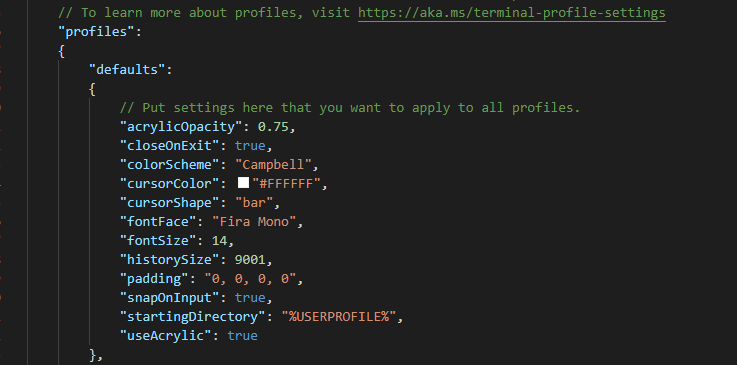 // To learn more about profiles, visit https://aka.ms/terminal-profile-settings
"profiles":
{
"defaults":
{
// Put settings here that you want to apply to all profiles.
"acrylicOpacity": 0.75,
"closeOnExit": true,
"colorScheme": "Campbell",
"cursorColor": "#FFFFFF",
"cursorShape": "bar",
"fontFace": "Fira Mono",
"fontSize": 14,
"historySize": 9001,
"padding": "0, 0, 0, 0",
"snapOnInput": true,
"startingDirectory": "%USERPROFILE%",
"useAcrylic": true
},